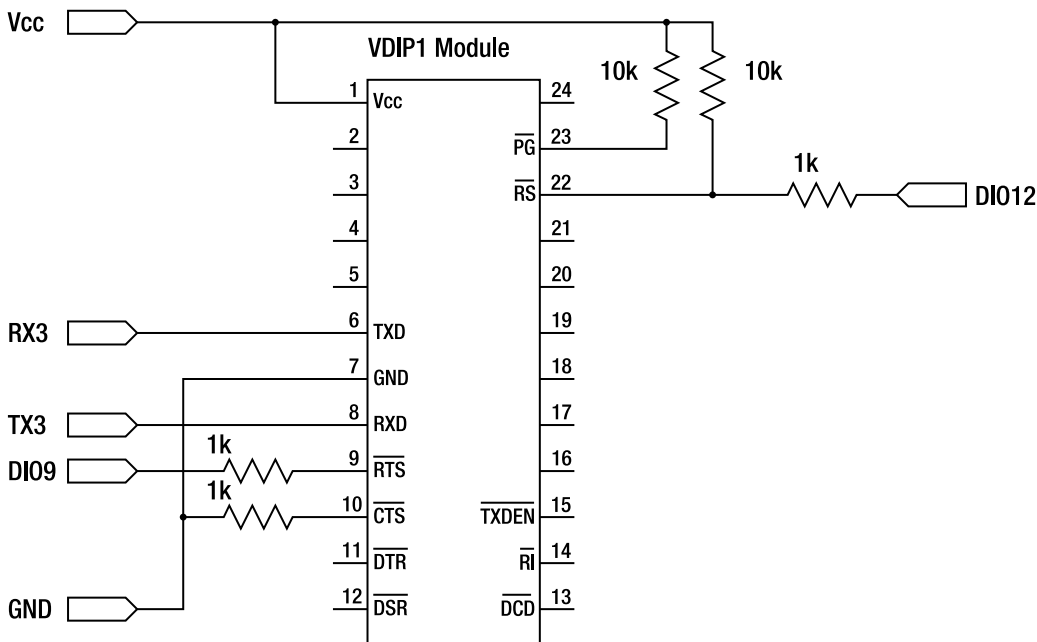 Vcc
VDIP1 Module
10k
10k
1
Vcc
24
2
23
PG
3
22
RS
1k
DIO12
4
21
5
20
RX3
6
TXD
19
7
GND
18
TX3
8
RXD
17
DIO9
1k
9
RTS
16
1k
10
CTS
15
TXDEN
11
DTR
14
RI
GND
12
DSR
13
DCD